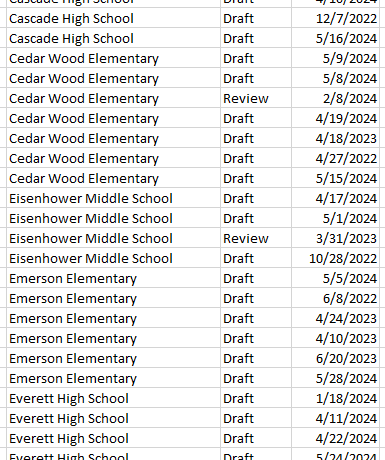 Cascade High School Draft 4/10/2024
Cascade High School Draft 12/7/2022
Cascade High School Draft 5/16/2024
Cedar Wood Elementary Draft 5/9/2024
Cedar Wood Elementary Draft 5/8/2024
Cedar Wood Elementary Review 2/8/2024
Cedar Wood Elementary Draft 4/19/2024
Cedar Wood Elementary Draft 4/18/2023
Cedar Wood Elementary Draft 4/27/2022
Cedar Wood Elementary Draft 5/15/2024
Eisenhower Middle School Draft 4/17/2024
Eisenhower Middle School Draft 5/1/2024
Eisenhower Middle School Review 3/31/2023
Eisenhower Middle School Draft 10/28/2022
Emerson Elementary Draft 5/5/2024
Emerson Elementary Draft 6/8/2022
Emerson Elementary Draft 4/24/2023
Emerson Elementary Draft 4/10/2023
Emerson Elementary Draft 6/20/2023
Emerson Elementary Draft 5/28/2024
Everett High School Draft 1/18/2024
Everett High School Draft 4/11/2024
Everett High School Draft 4/22/2024
Everett High School Draft 5/24/2024